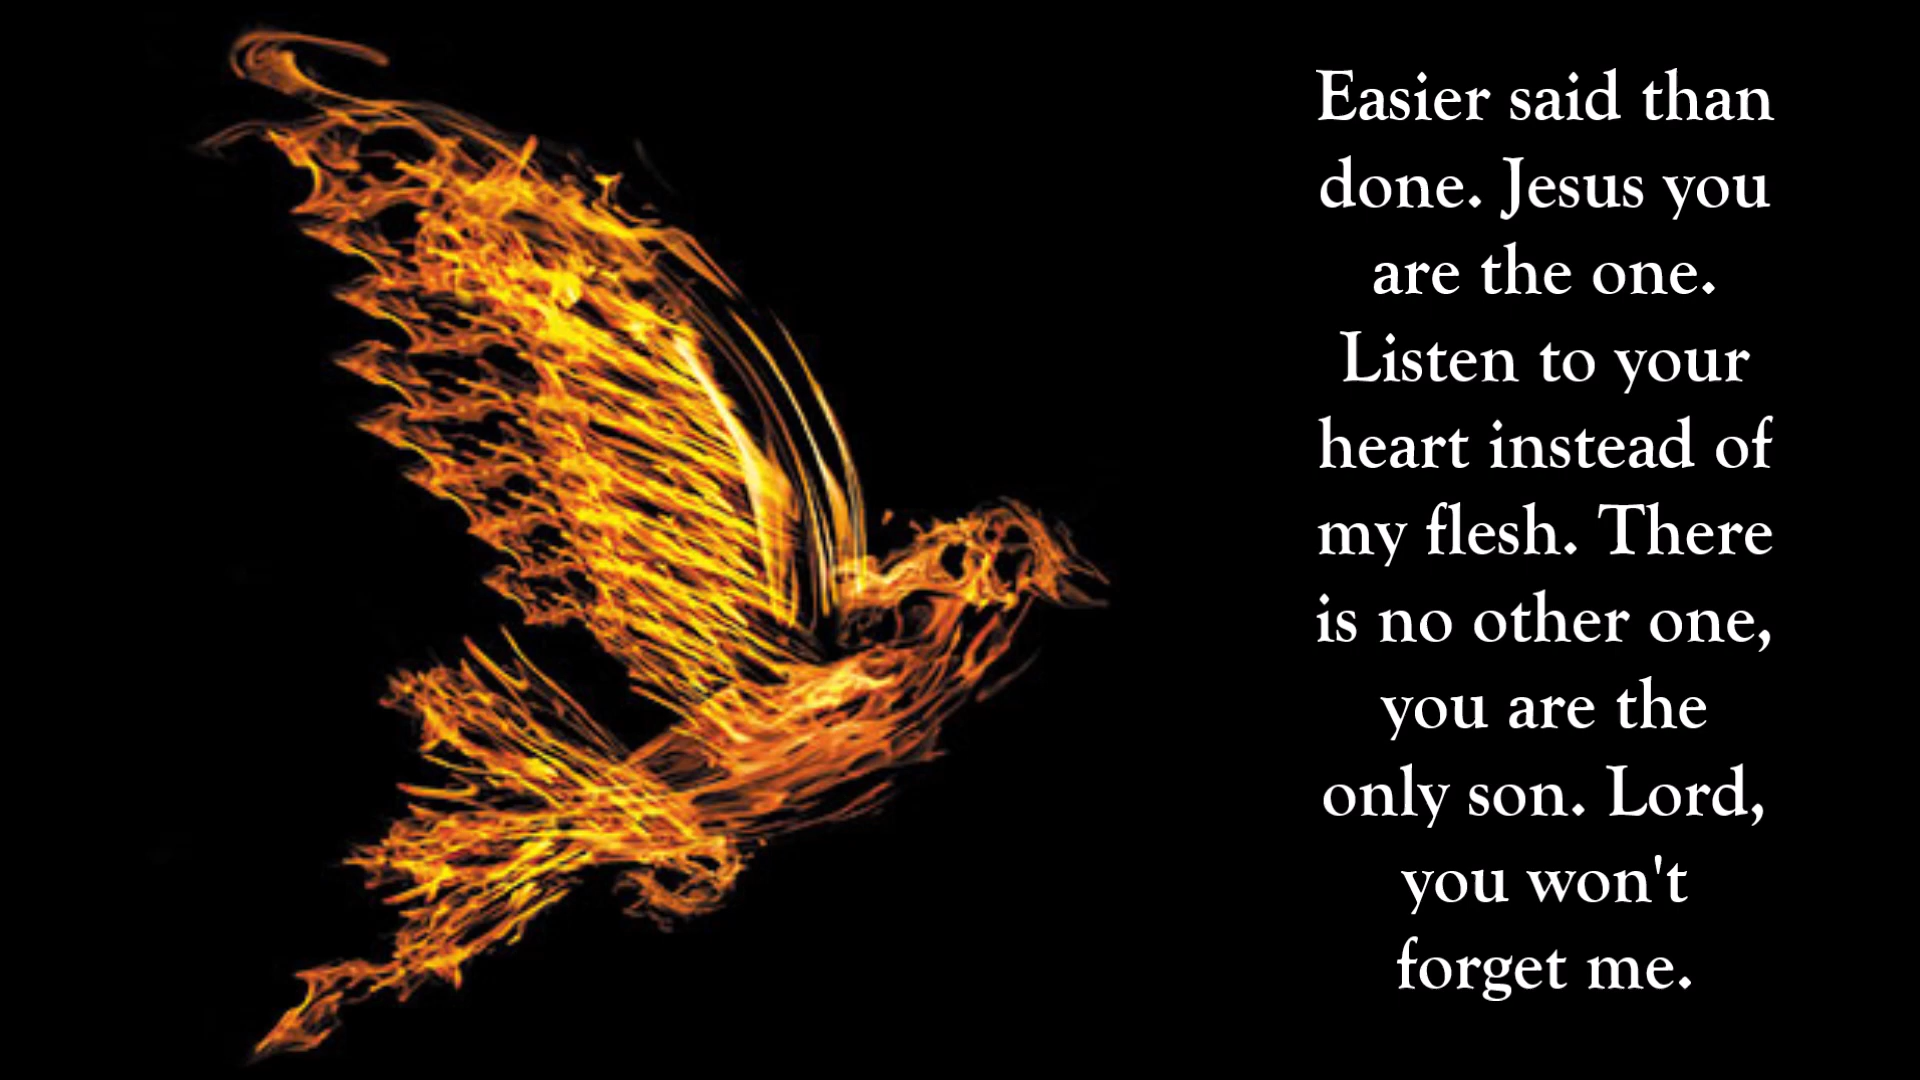 Easier said than
done. Jesus you
are the one.
Listen to your
heart instead of
my flesh. There
is no other one,
you are the
only son. Lord,
you won't
forget me.